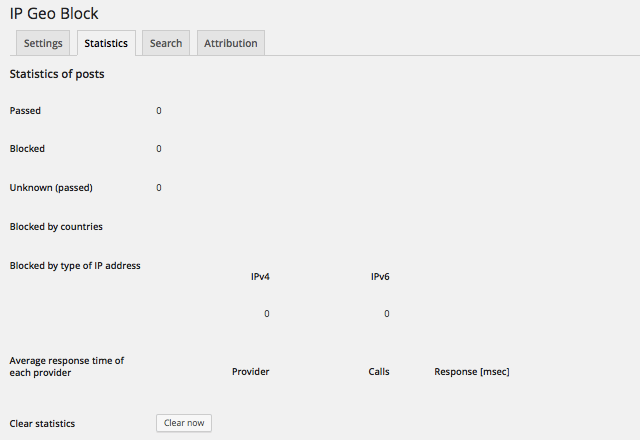 IP Geo Block
Settings Statistics Search Attribution
Statistics of posts
Passed 0
Blocked 0
Unknown (passed) 0
Blocked by countries
Blocked by type of IP address
IPv4 IPv6
0 0
Average response time of
each provider
Provider Calls Response [msec]
Clear statistics Clear now